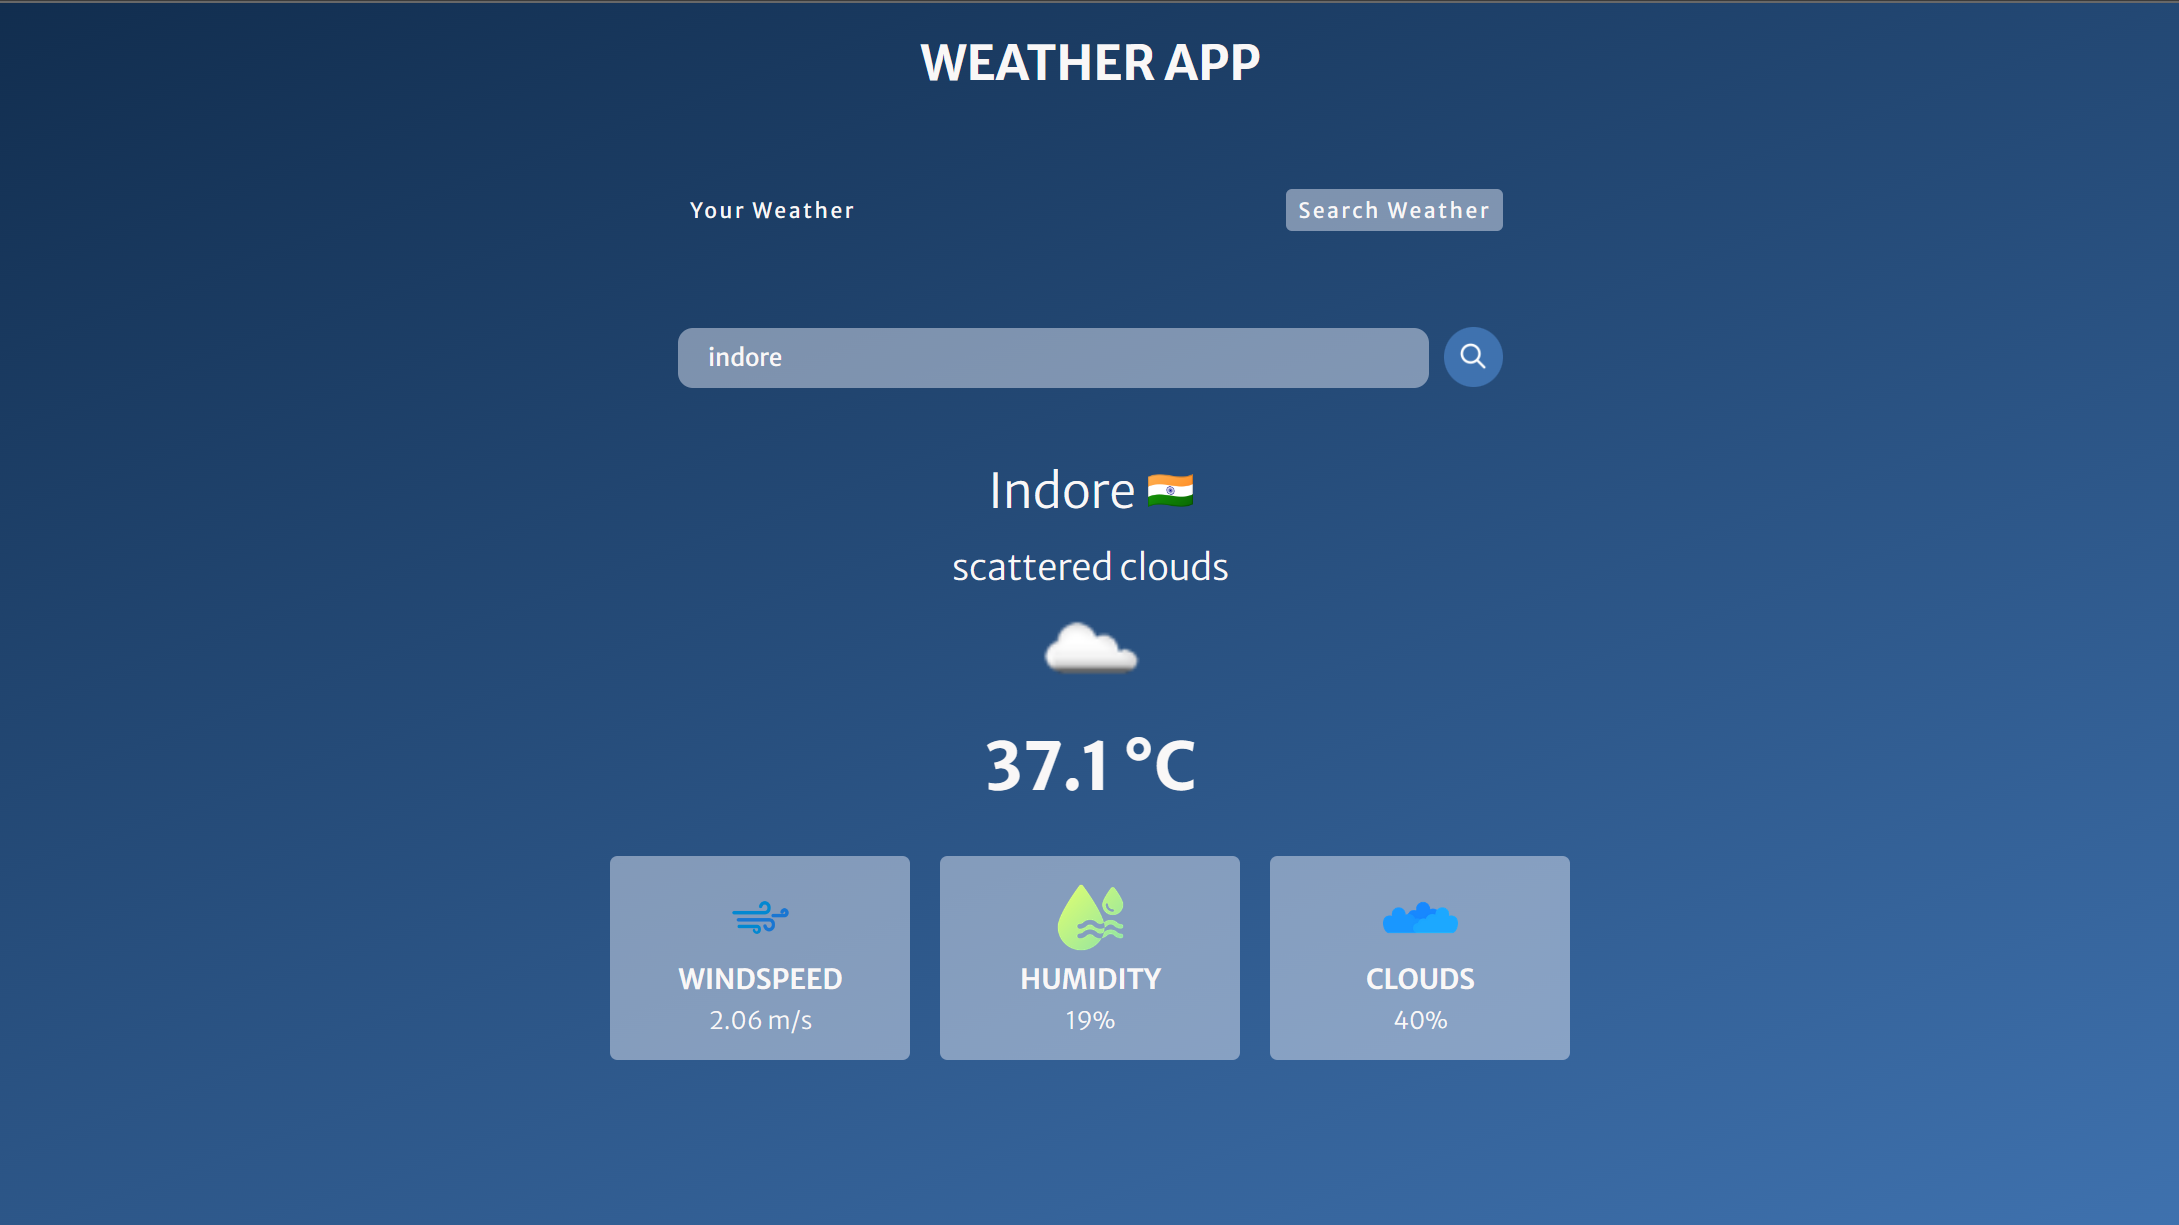 WEATHER APP
Your Weather
Search Weather
indore
Indore
scattered clouds
37.1 °C
WINDSPEED
2.06 m/s
HUMIDITY
19%
CLOUDS
40%